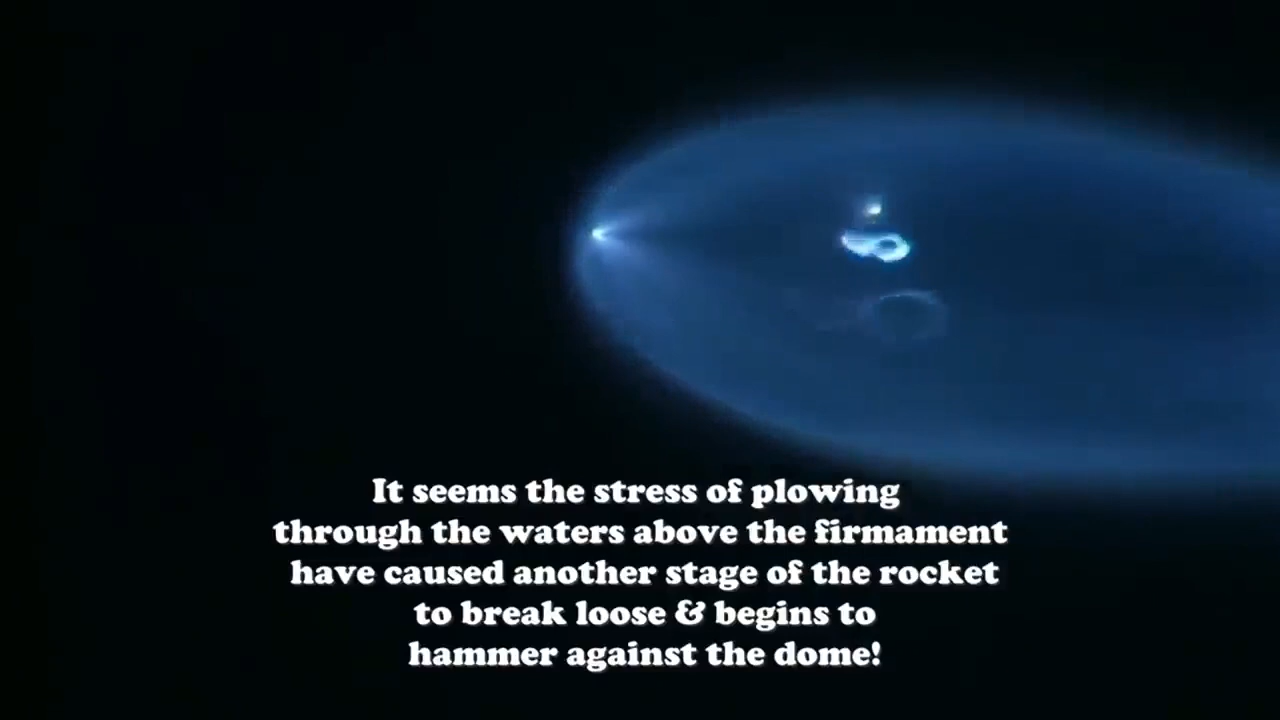 It seems the stress of plowing
through the waters above the firmament
have caused another stage of the rocket
to break loose & begins to
hammer against the dome!